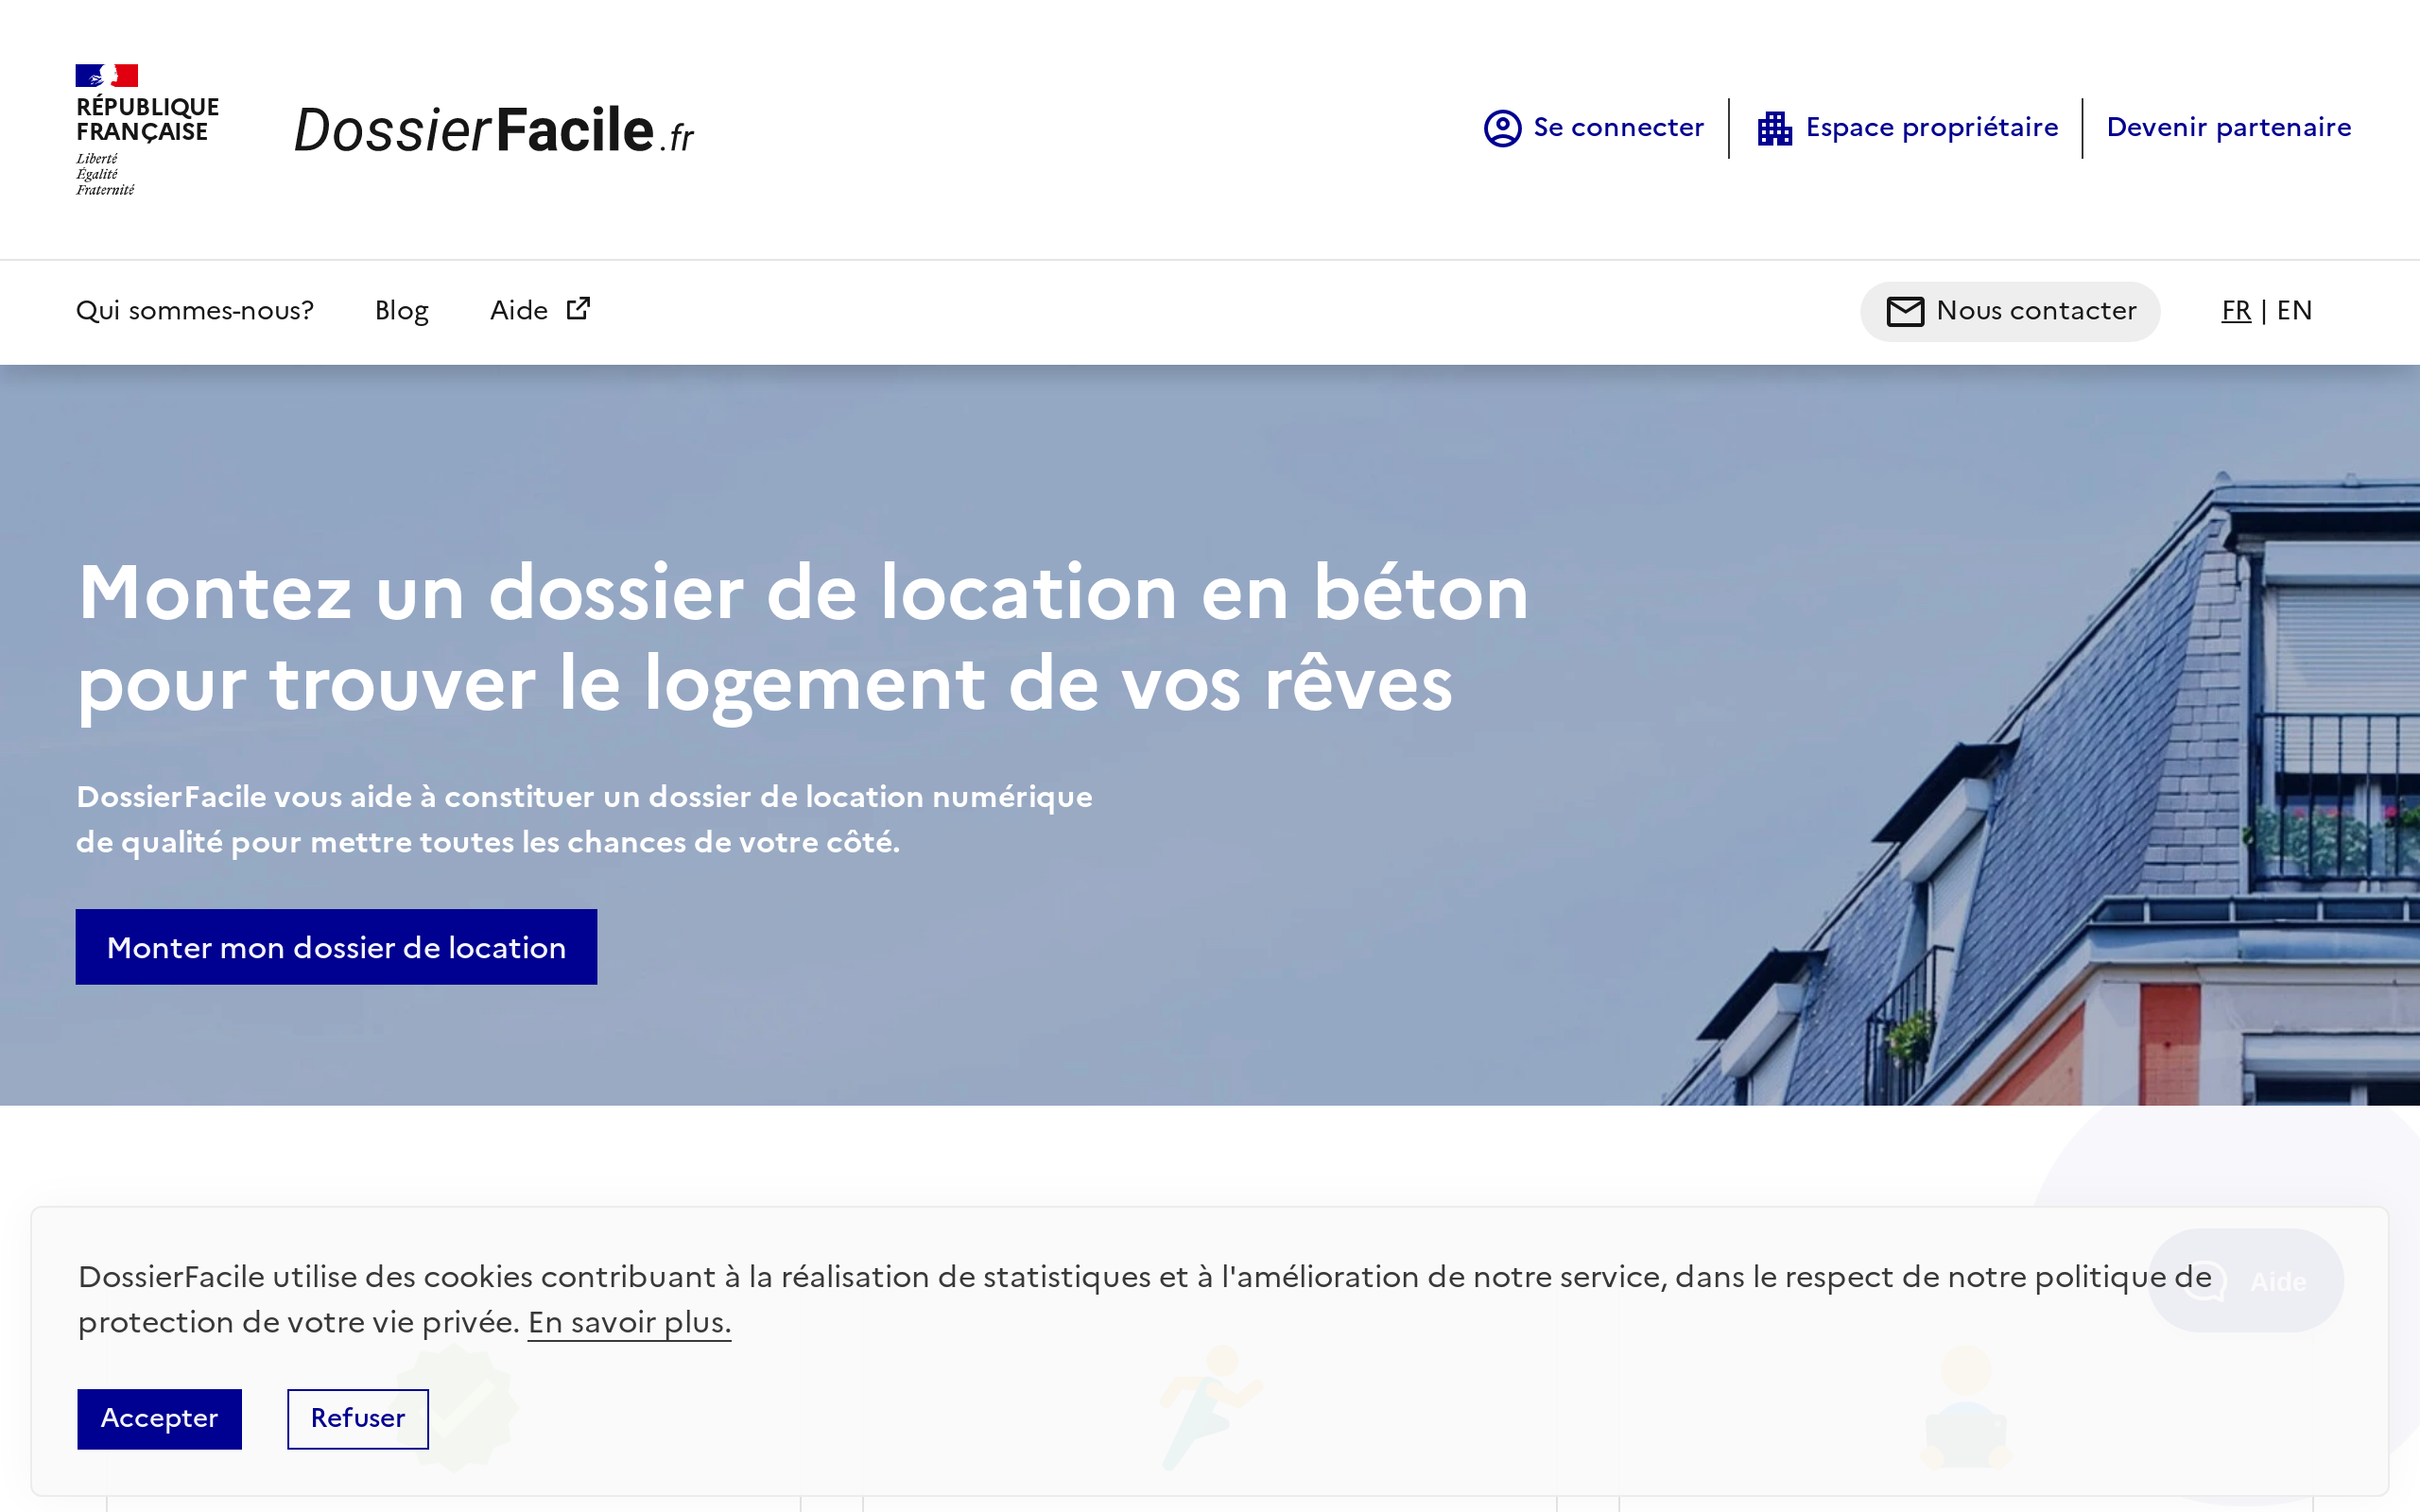 RÉPUBLIQUE
FRANÇAISE
Liberté
Égalité
Fraternité
DossierFacile.fr
Se connecter
Espace propriétaire
Devenir partenaire
Qui sommes-nous?
Blog
Aide
Nous contacter
FR | EN
Montez un dossier de location en béton
pour trouver le logement de vos rêves
DossierFacile vous aide à constituer un dossier de location numérique
de qualité pour mettre toutes les chances de votre côté.
Monter mon dossier de location
DossierFacile utilise des cookies contribuant à la réalisation de statistiques et à l'amélioration de notre service, dans le respect de notre politique de
protection de votre vie privée. En savoir plus.
Aide
Accepter
Refuser